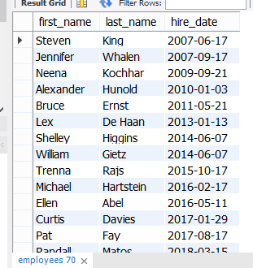 Result Grid Filter Rows:
first_name last_name hire_date
Steven King 2007-06-17
Jennifer Whalen 2007-09-17
Neena Kochhar 2009-09-21
Alexander Hunold 2010-01-03
Bruce Ernst 2011-05-21
Lex De Haan 2013-01-13
Shelley Higgins 2014-06-07
William Gietz 2014-06-07
Trenna Rajs 2015-10-17
Michael Hartstein 2016-02-17
Ellen Abel 2016-05-11
Curtis Davies 2017-01-29
Pat Fay 2017-08-17
Randall Matos 2018-03-15
employees 70